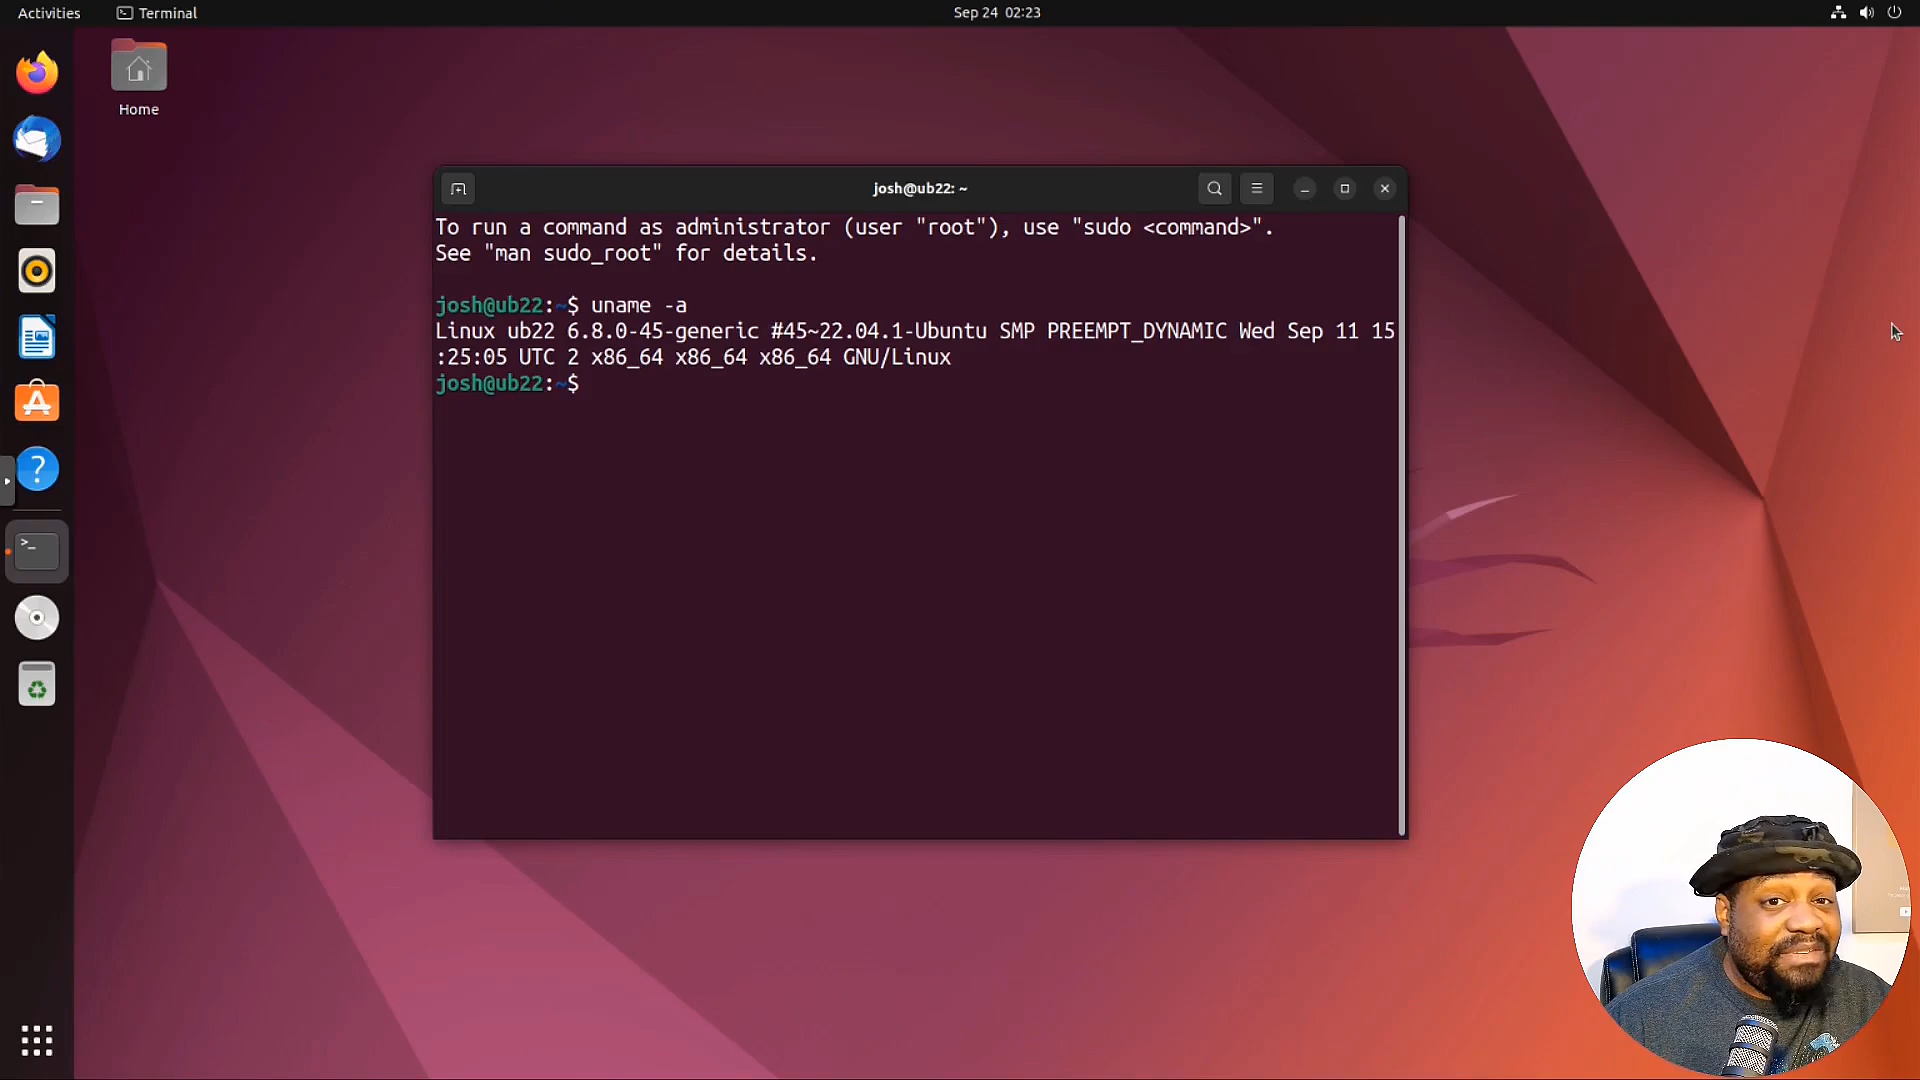 Activities Terminal Sep 24 02:23
Home
josh@ub22: ~
To run a command as administrator (user "root"), use "sudo <command>".
See "man sudo_root" for details.
josh@ub22:~$ uname -a
Linux ub22 6.8.0-45-generic #45~22.04.1-Ubuntu SMP PREEMPT_DYNAMIC Wed Sep 11 15
:25:05 UTC 2 x86_64 x86_64 x86_64 GNU/Linux
josh@ub22:~$